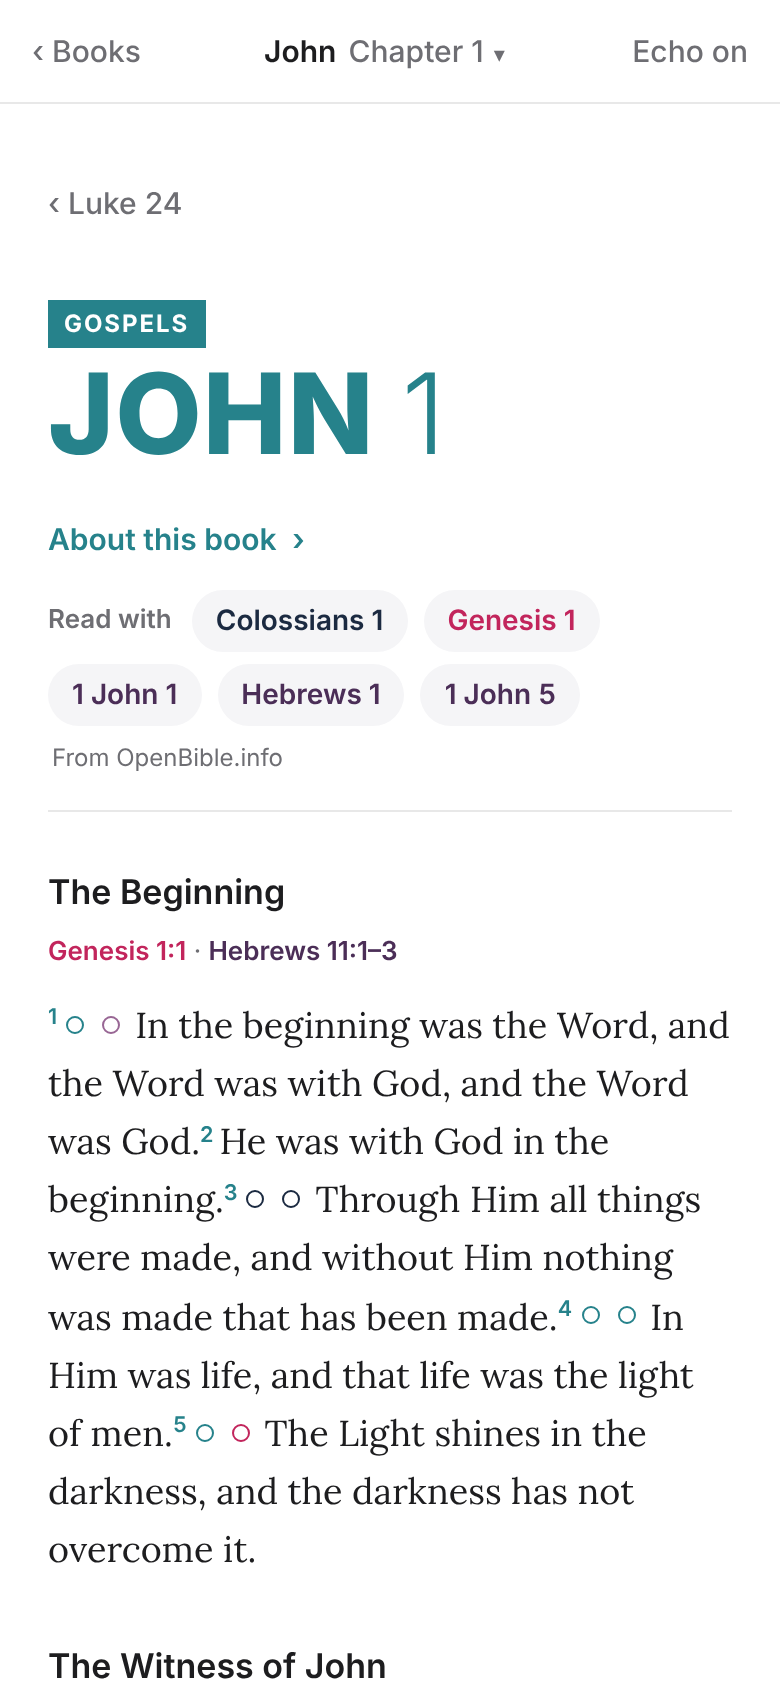 ‹ Books John Chapter 1 ▾ Echo on
‹ Luke 24
GOSPELS
JOHN 1
About this book ›
Read with Colossians 1 Genesis 1
1 John 1 Hebrews 1 1 John 5
From OpenBible.info
The Beginning
Genesis 1:1 · Hebrews 11:1–3
1 In the beginning was the Word, and
the Word was with God, and the Word
was God.2 He was with God in the
beginning.3 Through Him all things
were made, and without Him nothing
was made that has been made.4 In
Him was life, and that life was the light
of men.5 The Light shines in the
darkness, and the darkness has not
overcome it.
The Witness of John